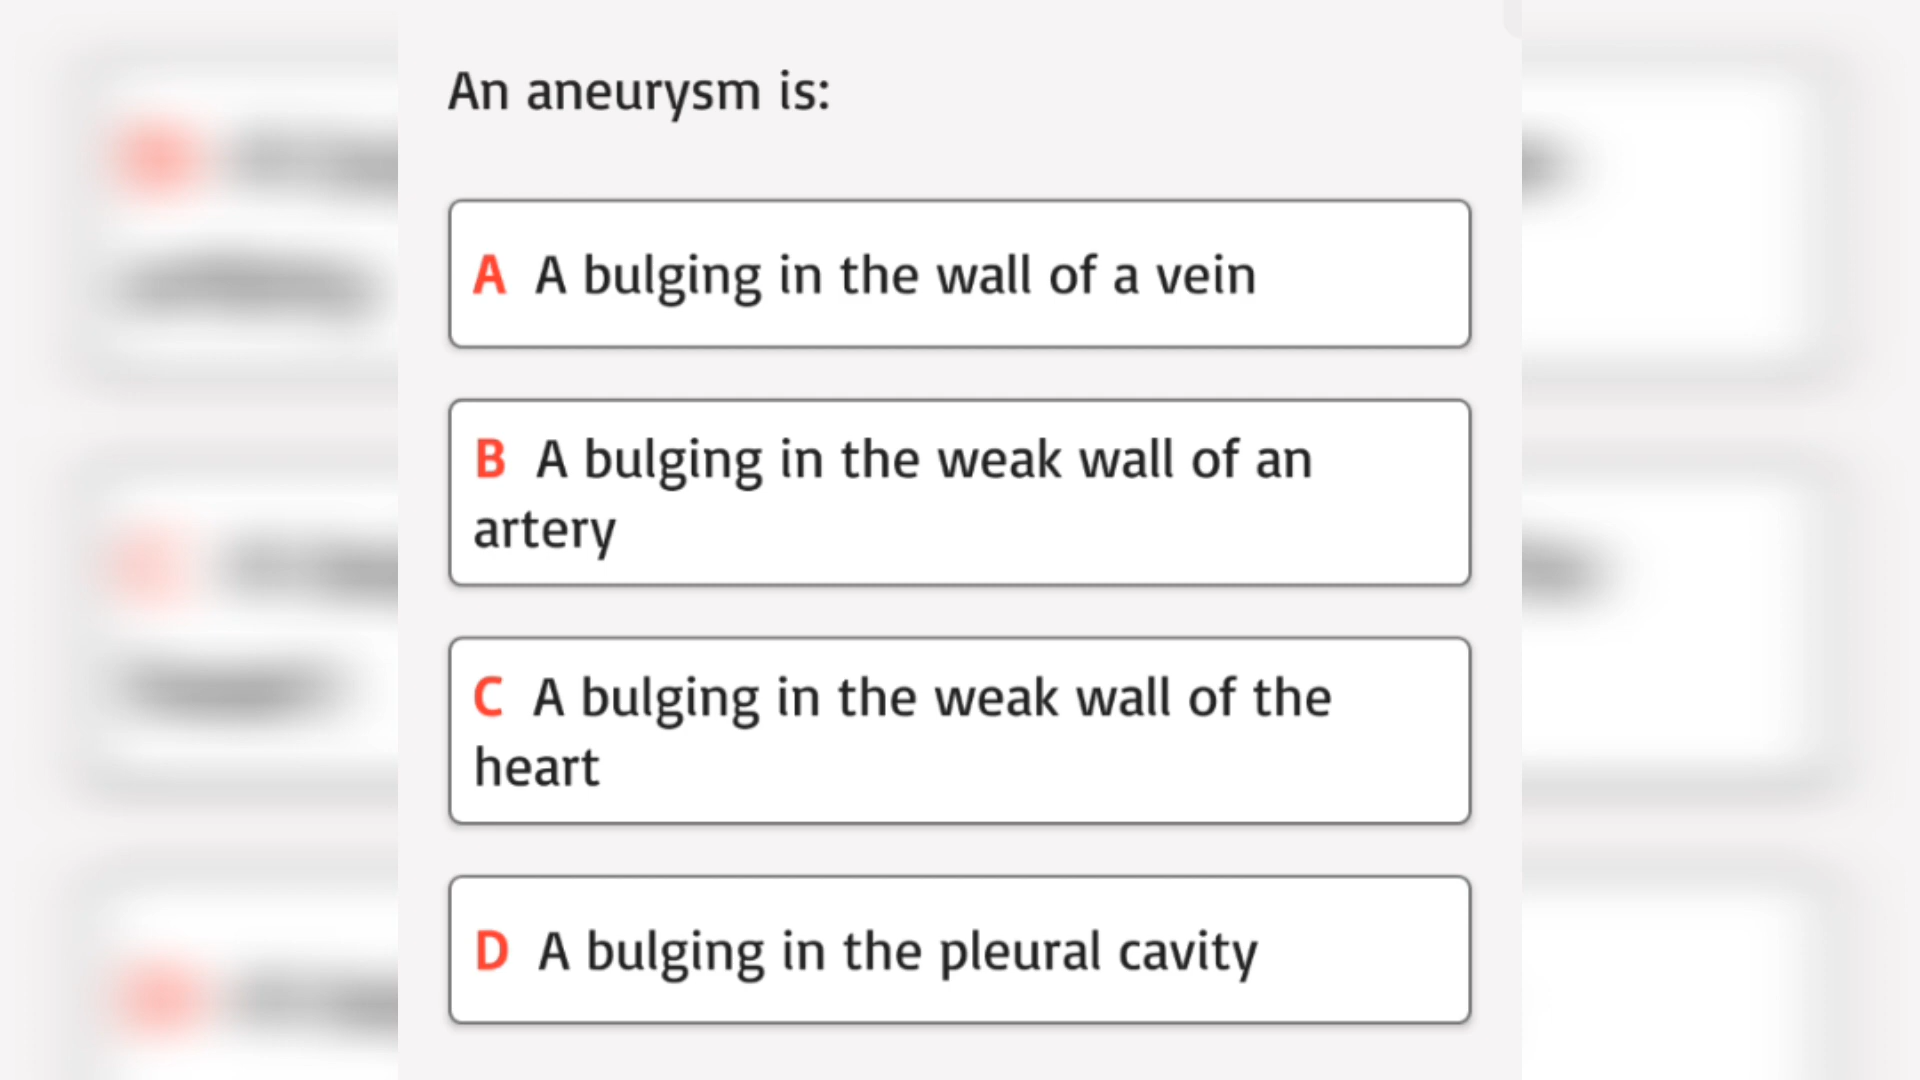 An aneurysm is:
A A bulging in the wall of a vein
B A bulging in the weak wall of an
artery
C A bulging in the weak wall of the
heart
D A bulging in the pleural cavity